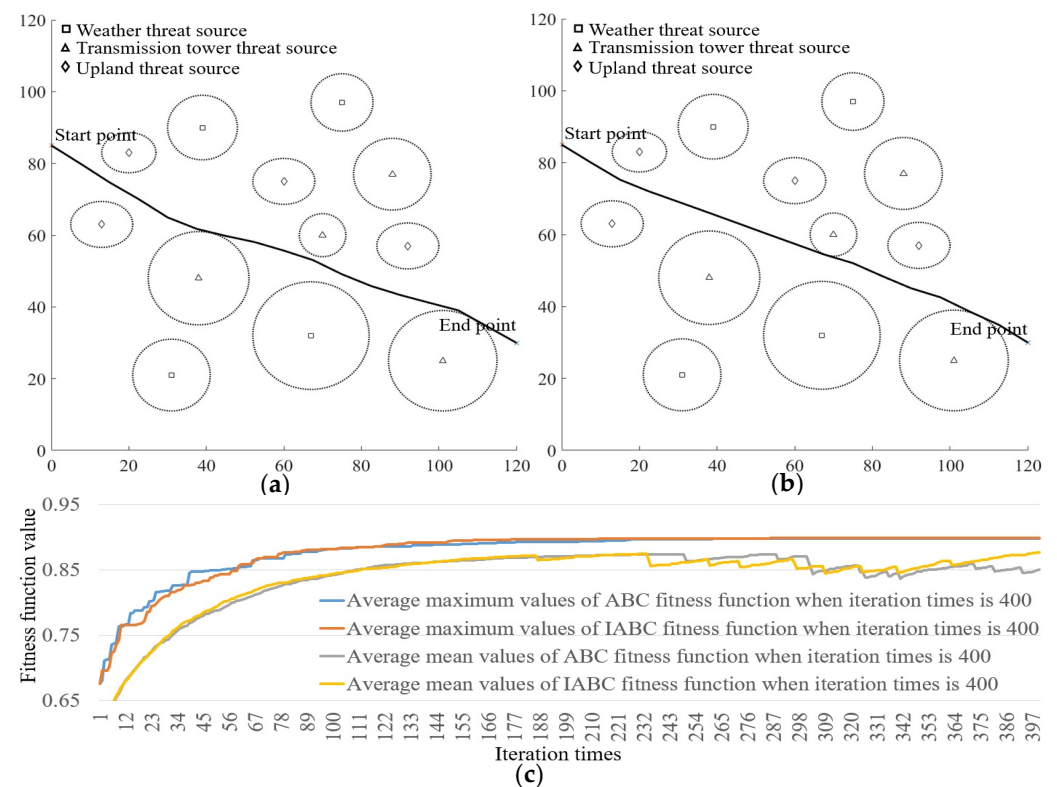 120
100
80
60
40
20
0
0 20 40 60 80 100 120
Weather threat source
Transmission tower threat source
Upland threat source
Start point
End point
(a)
120
100
80
60
40
20
0
0 20 40 60 80 100 120
Weather threat source
Transmission tower threat source
Upland threat source
Start point
End point
(b)
Fitness function value
0.95
0.85
0.75
0.65
Average maximum values of ABC fitness function when iteration times is 400
Average maximum values of IABC fitness function when iteration times is 400
Average mean values of ABC fitness function when iteration times is 400
Average mean values of IABC fitness function when iteration times is 400
1 12 23 34 45 56 67 78 89 100 111 122 133 144 155 166 177 188 199 210 221 232 243 254 265 276 287 298 309 320 331 342 353 364 375 386 397
Iteration times
(c)